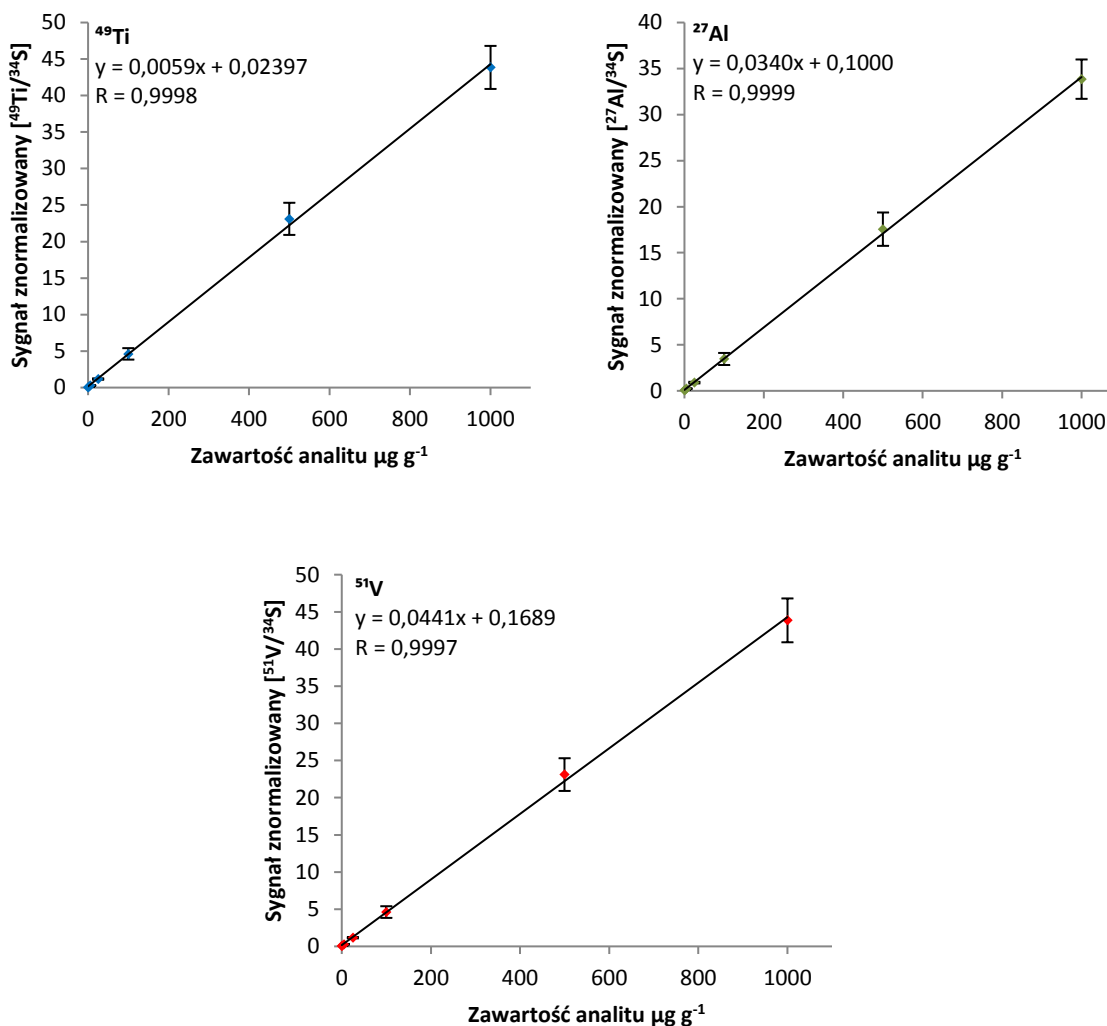 ⁴⁹Ti
y = 0,0059x + 0,02397
R = 0,9998
Sygnał znormalizowany [⁴⁹Ti/³⁴S]
50
45
40
35
30
25
20
15
10
5
0
0 200 400 600 800 1000
Zawartość analitu µg g⁻¹
²⁷Al
y = 0,0340x + 0,1000
R = 0,9999
Sygnał znormalizowany [²⁷Al/³⁴S]
40
35
30
25
20
15
10
5
0
0 200 400 600 800 1000
Zawartość analitu µg g⁻¹
⁵¹V
y = 0,0441x + 0,1689
R = 0,9997
Sygnał znormalizowany [⁵¹V/³⁴S]
50
45
40
35
30
25
20
15
10
5
0
0 200 400 600 800 1000
Zawartość analitu µg g⁻¹